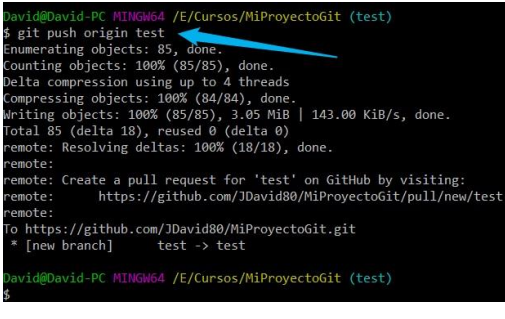 David@David-PC MINGW64 /E/Cursos/MiProyectoGit (test)
$ git push origin test
Enumerating objects: 85, done.
Counting objects: 100% (85/85), done.
Delta compression using up to 4 threads
Compressing objects: 100% (84/84), done.
Writing objects: 100% (85/85), 3.05 MiB | 143.00 KiB/s, done.
Total 85 (delta 18), reused 0 (delta 0)
remote: Resolving deltas: 100% (18/18), done.
remote:
remote: Create a pull request for 'test' on GitHub by visiting:
remote:      https://github.com/JDavid80/MiProyectoGit/pull/new/test
remote:
To https://github.com/JDavid80/MiProyectoGit.git
 * [new branch]      test -> test
David@David-PC MINGW64 /E/Cursos/MiProyectoGit (test)
$